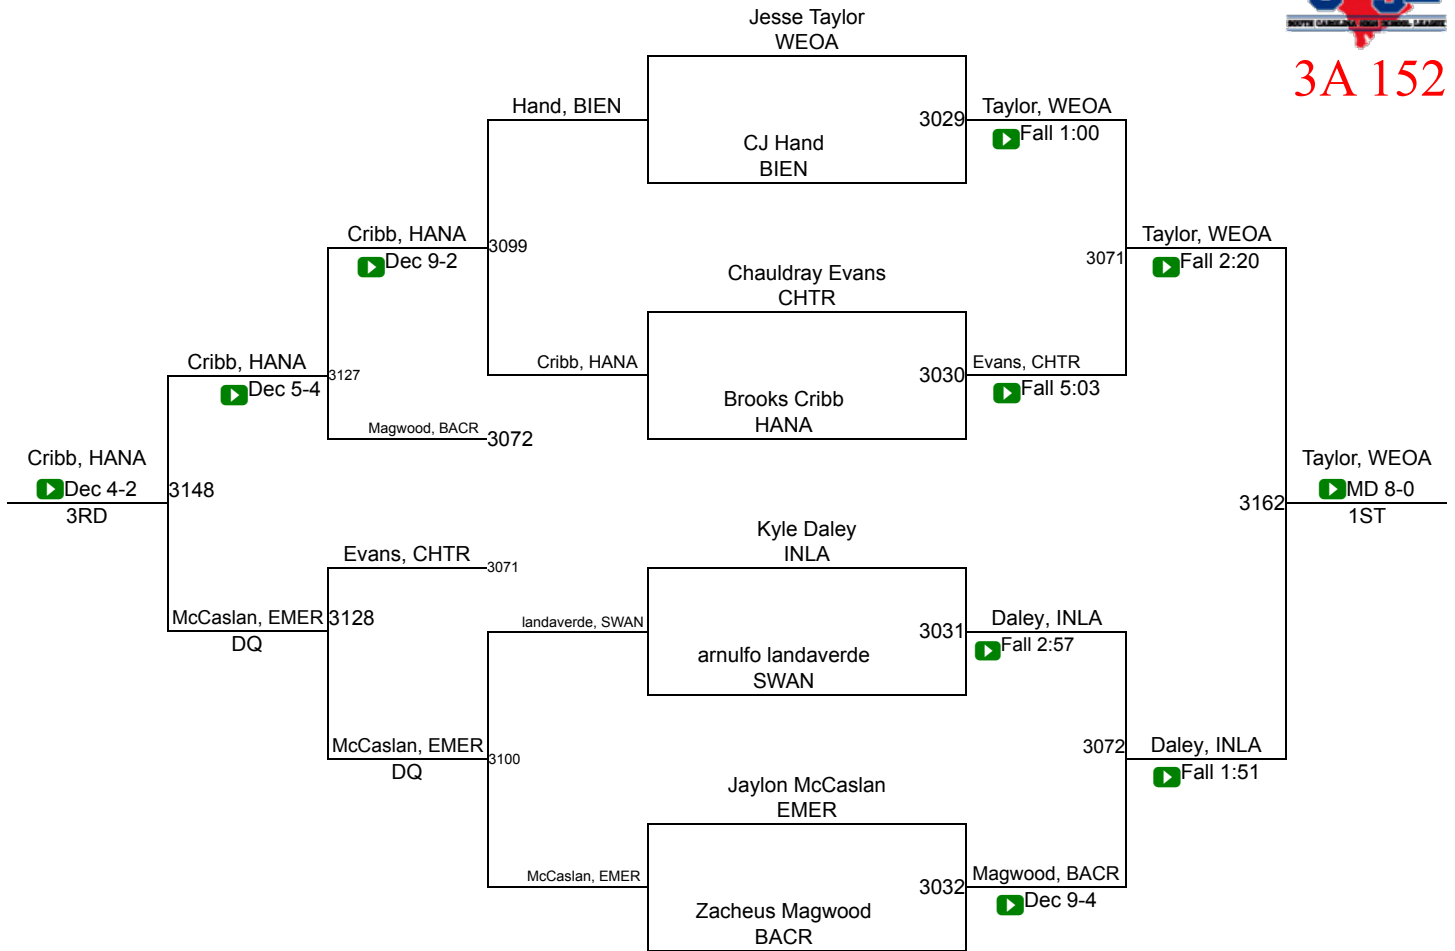 SOUTH CAROLINA HIGH SCHOOL LEAGUE
3A 152
Jesse Taylor
WEOA
Hand, BIEN
3029
Taylor, WEOA
Fall 1:00
CJ Hand
BIEN
Cribb, HANA
3099
Dec 9-2
Taylor, WEOA
3071
Fall 2:20
Chauldray Evans
CHTR
Cribb, HANA
3127
Dec 5-4
Cribb, HANA
3030
Evans, CHTR
Fall 5:03
Brooks Cribb
HANA
Magwood, BACR
3072
Cribb, HANA
Dec 4-2
3148
3RD
Taylor, WEOA
3162
MD 8-0
1ST
Kyle Daley
INLA
Evans, CHTR
3071
McCaslan, EMER
3128
DQ
landaverde, SWAN
3031
Daley, INLA
Fall 2:57
arnulfo landaverde
SWAN
McCaslan, EMER
3100
DQ
3072
Daley, INLA
Fall 1:51
Jaylon McCaslan
EMER
McCaslan, EMER
3032
Magwood, BACR
Dec 9-4
Zacheus Magwood
BACR